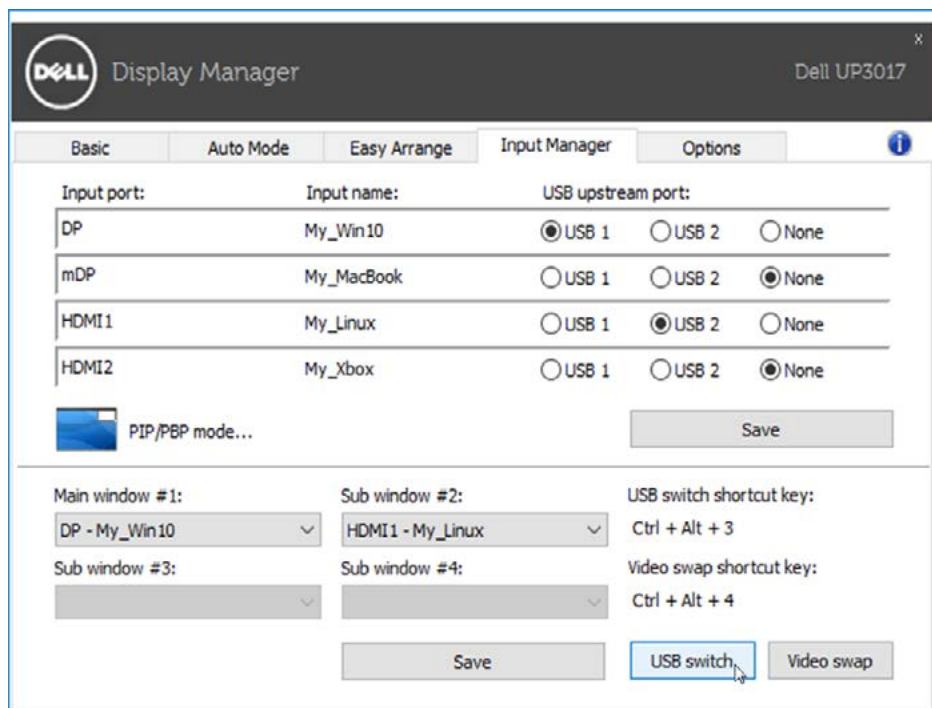 x
DELL Display Manager Dell UP3017
Basic Auto Mode Easy Arrange Input Manager Options i
Input port: Input name: USB upstream port:
DP My_Win10 USB 1 USB 2 None
mDP My_MacBook USB 1 USB 2 None
HDMI1 My_Linux USB 1 USB 2 None
HDMI2 My_Xbox USB 1 USB 2 None
PIP/PBP mode... Save
Main window #1: Sub window #2: USB switch shortcut key:
DP - My_Win10 HDMI1 - My_Linux Ctrl + Alt + 3
Sub window #3: Sub window #4: Video swap shortcut key:
Ctrl + Alt + 4
Save USB switch Video swap